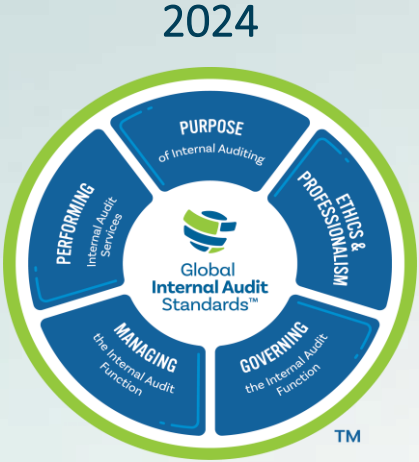 2024
PURPOSE
of Internal Auditing
ETHICS &
PROFESSIONALISM
GOVERNING
the Internal Audit
Function
MANAGING
the Internal Audit
Function
PERFORMING
Internal Audit
Services
Global
Internal Audit
Standards™
TM